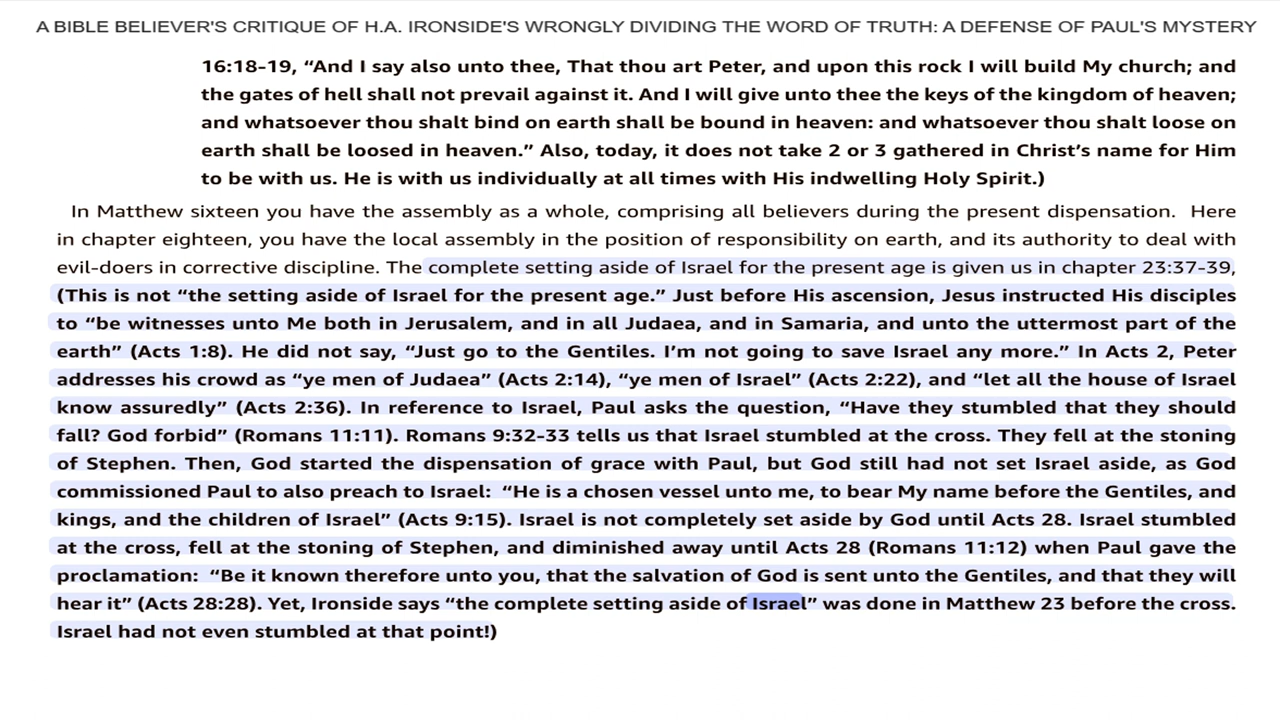 A BIBLE BELIEVER'S CRITIQUE OF H.A. IRONSIDE'S WRONGLY DIVIDING THE WORD OF TRUTH: A DEFENSE OF PAUL'S MYSTERY
16:18-19, “And I say also unto thee, That thou art Peter, and upon this rock I will build My church; and
the gates of hell shall not prevail against it. And I will give unto thee the keys of the kingdom of heaven;
and whatsoever thou shalt bind on earth shall be bound in heaven: and whatsoever thou shalt loose on
earth shall be loosed in heaven.” Also, today, it does not take 2 or 3 gathered in Christ’s name for Him
to be with us. He is with us individually at all times with His indwelling Holy Spirit.)
In Matthew sixteen you have the assembly as a whole, comprising all believers during the present dispensation. Here
in chapter eighteen, you have the local assembly in the position of responsibility on earth, and its authority to deal with
evil-doers in corrective discipline. The complete setting aside of Israel for the present age is given us in chapter 23:37-39,
(This is not “the setting aside of Israel for the present age.” Just before His ascension, Jesus instructed His disciples
to “be witnesses unto Me both in Jerusalem, and in all Judaea, and in Samaria, and unto the uttermost part of the
earth” (Acts 1:8). He did not say, “Just go to the Gentiles. I’m not going to save Israel any more.” In Acts 2, Peter
addresses his crowd as “ye men of Judaea” (Acts 2:14), “ye men of Israel” (Acts 2:22), and “let all the house of Israel
know assuredly” (Acts 2:36). In reference to Israel, Paul asks the question, “Have they stumbled that they should
fall? God forbid” (Romans 11:11). Romans 9:32-33 tells us that Israel stumbled at the cross. They fell at the stoning
of Stephen. Then, God started the dispensation of grace with Paul, but God still had not set Israel aside, as God
commissioned Paul to also preach to Israel: “He is a chosen vessel unto me, to bear My name before the Gentiles, and
kings, and the children of Israel” (Acts 9:15). Israel is not completely set aside by God until Acts 28. Israel stumbled
at the cross, fell at the stoning of Stephen, and diminished away until Acts 28 (Romans 11:12) when Paul gave the
proclamation: “Be it known therefore unto you, that the salvation of God is sent unto the Gentiles, and that they will
hear it” (Acts 28:28). Yet, Ironside says “the complete setting aside of Israel” was done in Matthew 23 before the cross.
Israel had not even stumbled at that point!)